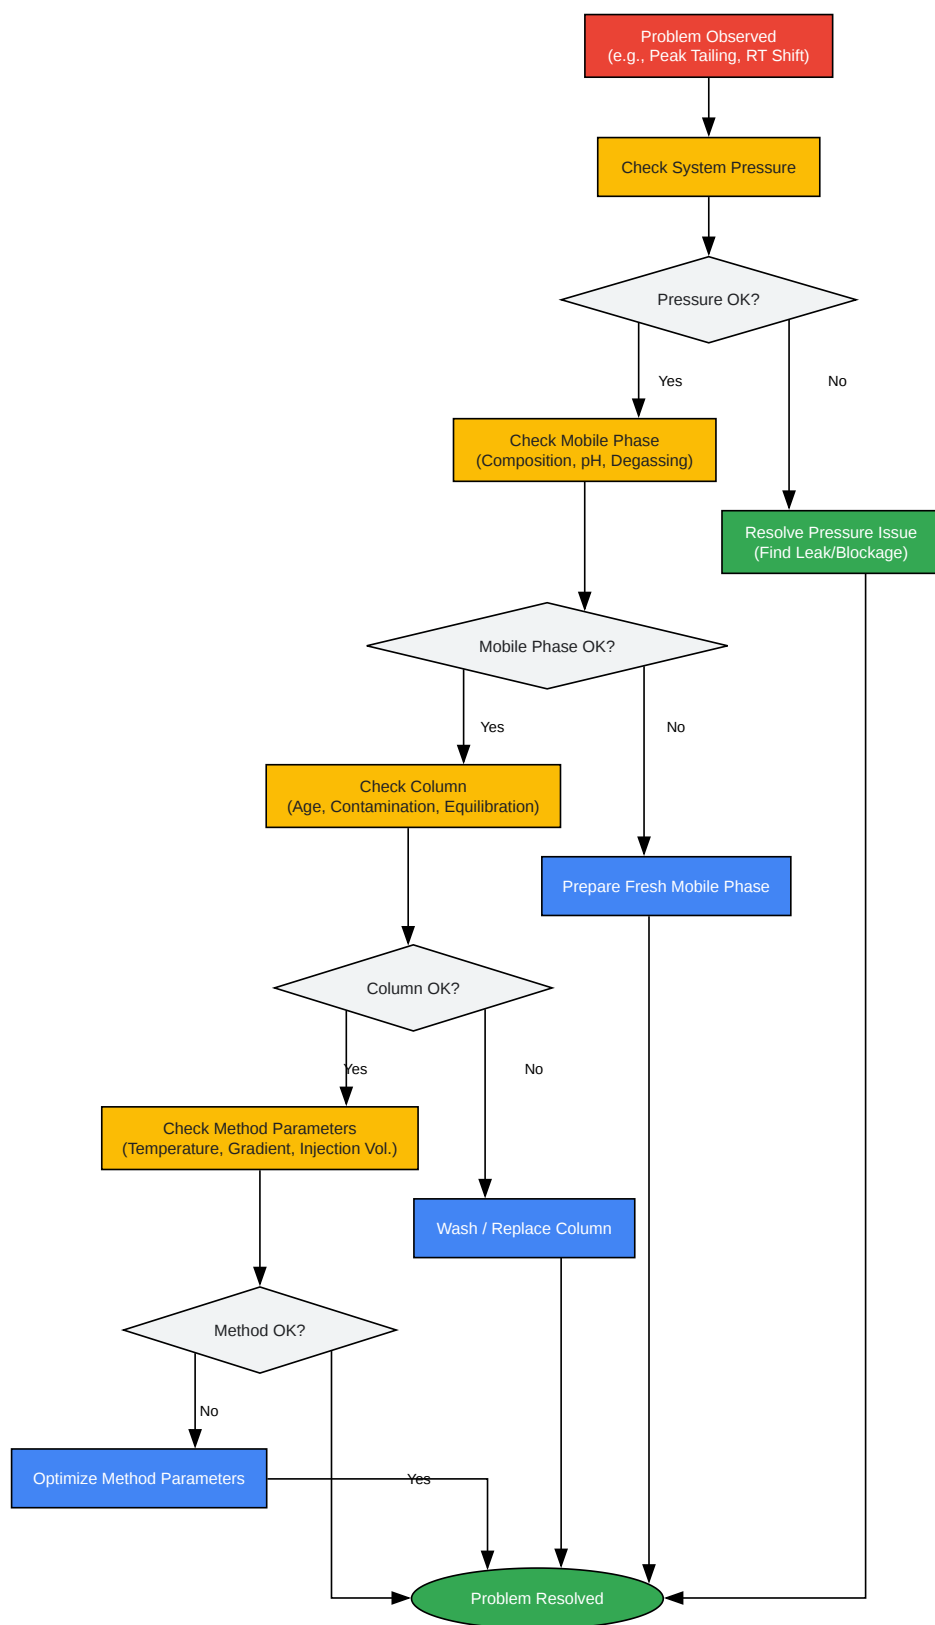 Problem Observed
(e.g., Peak Tailing, RT Shift)
Check System Pressure
Pressure OK?
Yes
No
Check Mobile Phase
(Composition, pH, Degassing)
Resolve Pressure Issue
(Find Leak/Blockage)
Mobile Phase OK?
Yes
No
Check Column
(Age, Contamination, Equilibration)
Prepare Fresh Mobile Phase
Column OK?
Yes
No
Check Method Parameters
(Temperature, Gradient, Injection Vol.)
Wash / Replace Column
Method OK?
No
Optimize Method Parameters
Yes
Problem Resolved